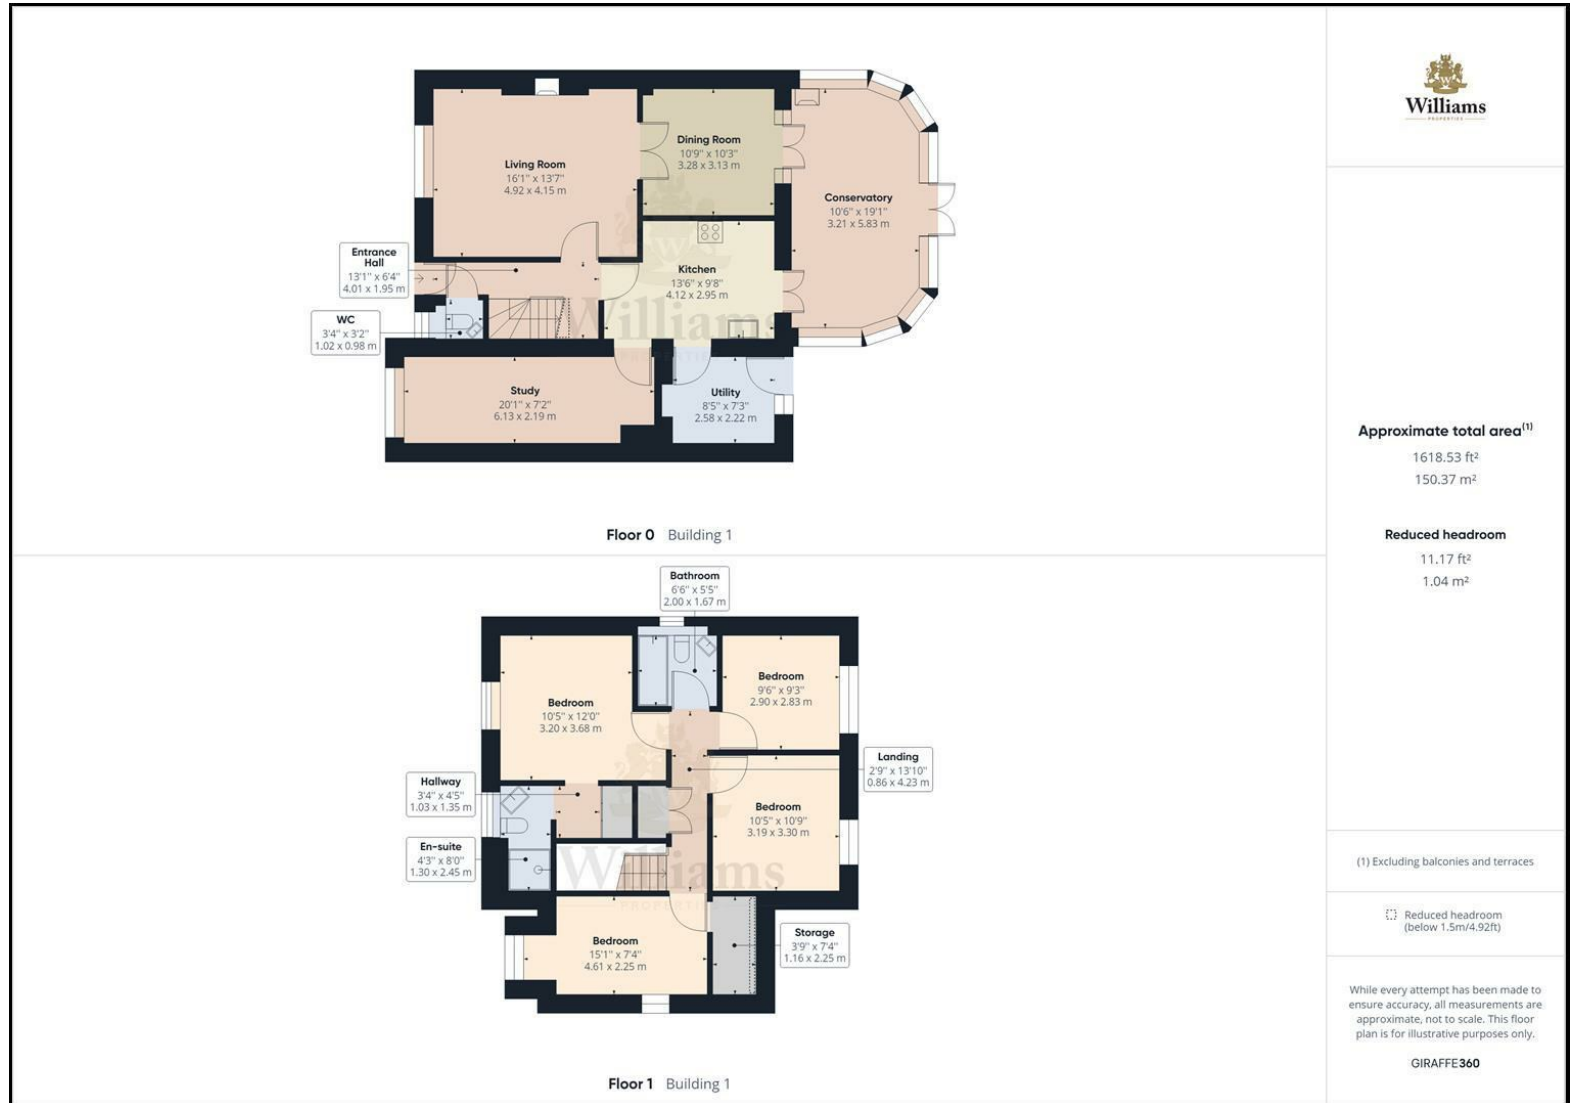 Living Room
16'1" x 13'7"
4.92 x 4.15 m
Dining Room
10'9" x 10'3"
3.28 x 3.13 m
Conservatory
10'6" x 19'1"
3.21 x 5.83 m
Entrance
Hall
13'1" x 6'4"
4.01 x 1.95 m
Kitchen
13'6" x 9'8"
4.12 x 2.95 m
WC
3'4" x 3'2"
1.02 x 0.98 m
Study
20'1" x 7'2"
6.13 x 2.19 m
Utility
8'5" x 7'3"
2.58 x 2.22 m
Williams
PROPERTIES
Floor 0 Building 1
Bathroom
6'6" x 5'5"
2.00 x 1.67 m
Bedroom
10'5" x 12'0"
3.20 x 3.68 m
Bedroom
9'6" x 9'3"
2.90 x 2.83 m
Landing
2'9" x 13'10"
0.86 x 4.23 m
Hallway
3'4" x 4'5"
1.03 x 1.35 m
Bedroom
10'5" x 10'9"
3.19 x 3.30 m
En-suite
4'3" x 8'0"
1.30 x 2.45 m
Bedroom
15'1" x 7'4"
4.61 x 2.25 m
Storage
3'9" x 7'4"
1.16 x 2.25 m
Williams
PROPERTIES
Floor 1 Building 1
Williams
PROPERTIES
Approximate total area(1)
1618.53 ft²
150.37 m²
Reduced headroom
11.17 ft²
1.04 m²
(1) Excluding balconies and terraces
Reduced headroom
(below 1.5m/4.92ft)
While every attempt has been made to
ensure accuracy, all measurements are
approximate, not to scale. This floor
plan is for illustrative purposes only.
GIRAFFE360